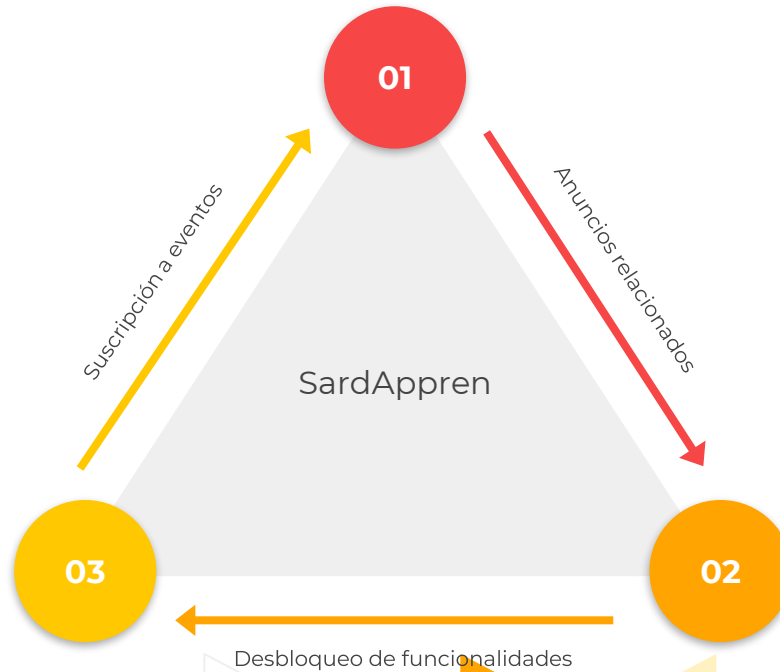 01
Suscripción a eventos
Anuncios relacionados
SardAppren
03
02
Desbloqueo de funcionalidades